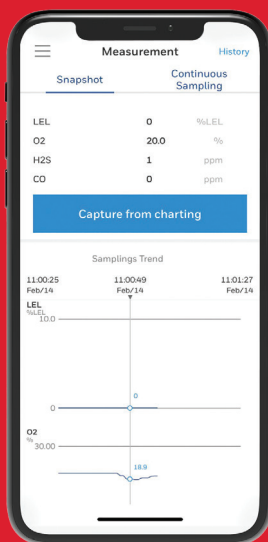 Measurement
History
Snapshot
Continuous
Sampling
LEL 0 %LEL
O2 20.0 %
H2S 1 ppm
CO 0 ppm
Capture from charting
Samplings Trend
11:00:25 11:00:49 11:01:27
Feb/14 Feb/14 Feb/14
LEL
%LEL
10.0
0
0
O2
%
30.00
18.9